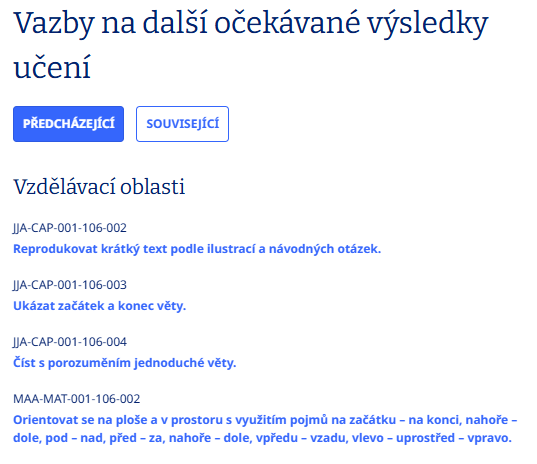 Vazby na další očekávané výsledky
učení
PŘEDCHÁZEJÍCÍ
SOUVISEJÍCÍ
Vzdělávací oblasti
JJA-CAP-001-106-002
Reprodukovat krátký text podle ilustrací a návodných otázek.
JJA-CAP-001-106-003
Ukázat začátek a konec věty.
JJA-CAP-001-106-004
Číst s porozuměním jednoduché věty.
MAA-MAT-001-106-002
Orientovat se na ploše a v prostoru s využitím pojmů na začátku – na konci, nahoře –
dole, pod – nad, před – za, nahoře – dole, vpředu – vzadu, vlevo – uprostřed – vpravo.